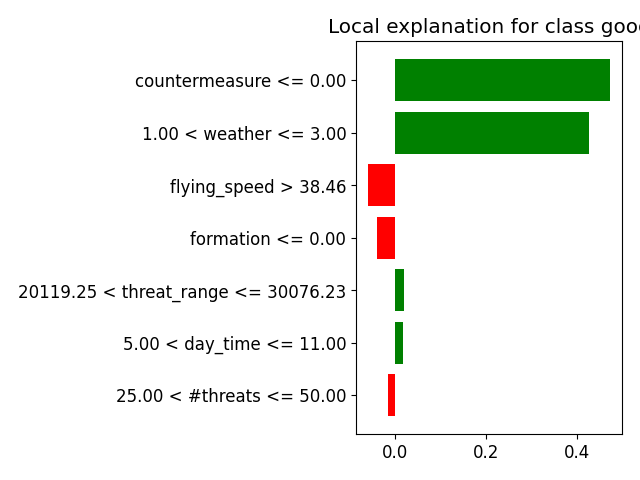 Local explanation for class good
countermeasure <= 0.00
1.00 < weather <= 3.00
flying_speed > 38.46
formation <= 0.00
20119.25 < threat_range <= 30076.23
5.00 < day_time <= 11.00
25.00 < #threats <= 50.00
0.0 0.2 0.4